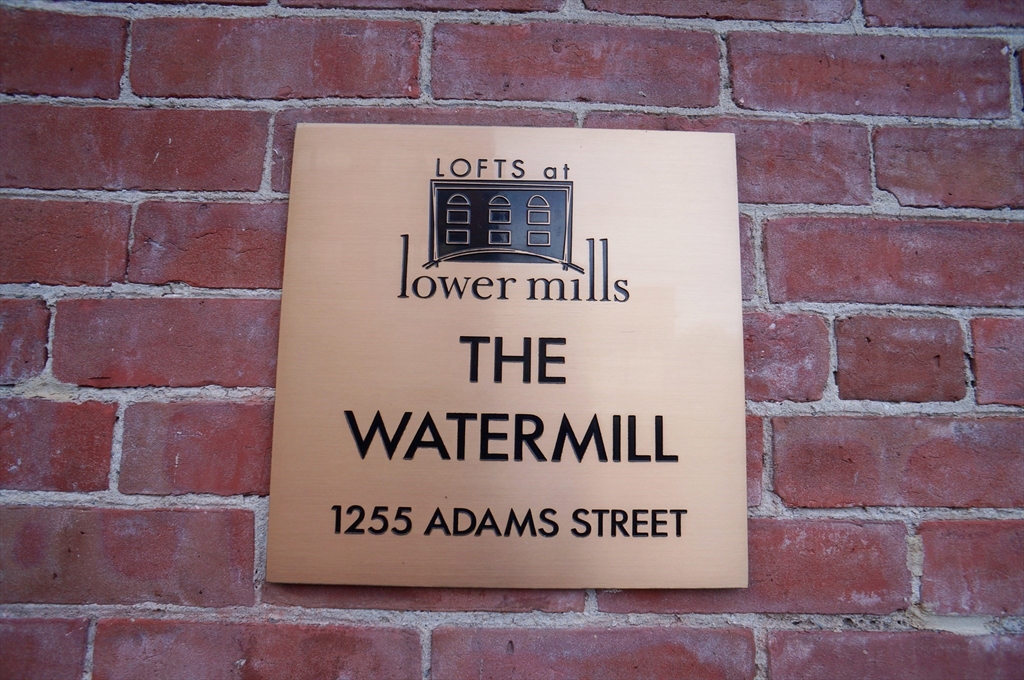 LOFTS at
lower mills
THE
WATERMILL
1255 ADAMS STREET